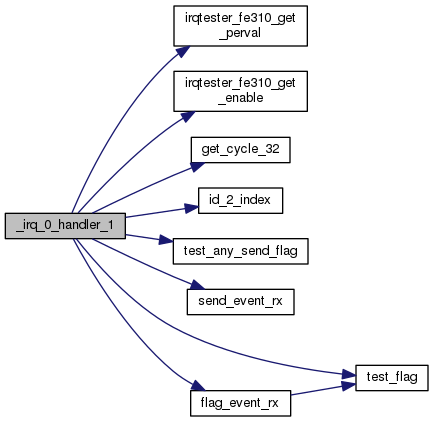 irqtester_fe310_get
_perval
irqtester_fe310_get
_enable
get_cycle_32
id_2_index
_irq_0_handler_1
test_any_send_flag
send_event_rx
test_flag
flag_event_rx